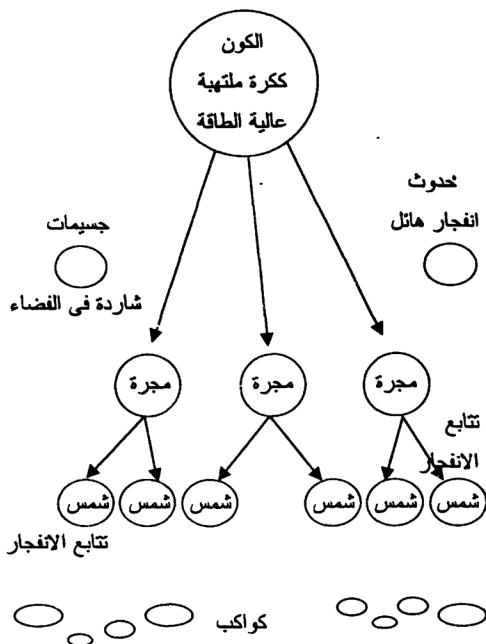 الكون
ككرة ملتهبة
عالية الطاقة
حدوث
انفجار هائل
جسيمات
شاردة فى الفضاء
مجرة
مجرة
مجرة
تتابع
الانفجار
شمس
شمس
شمس
شمس
شمس
شمس
تتابع الانفجار
كواكب